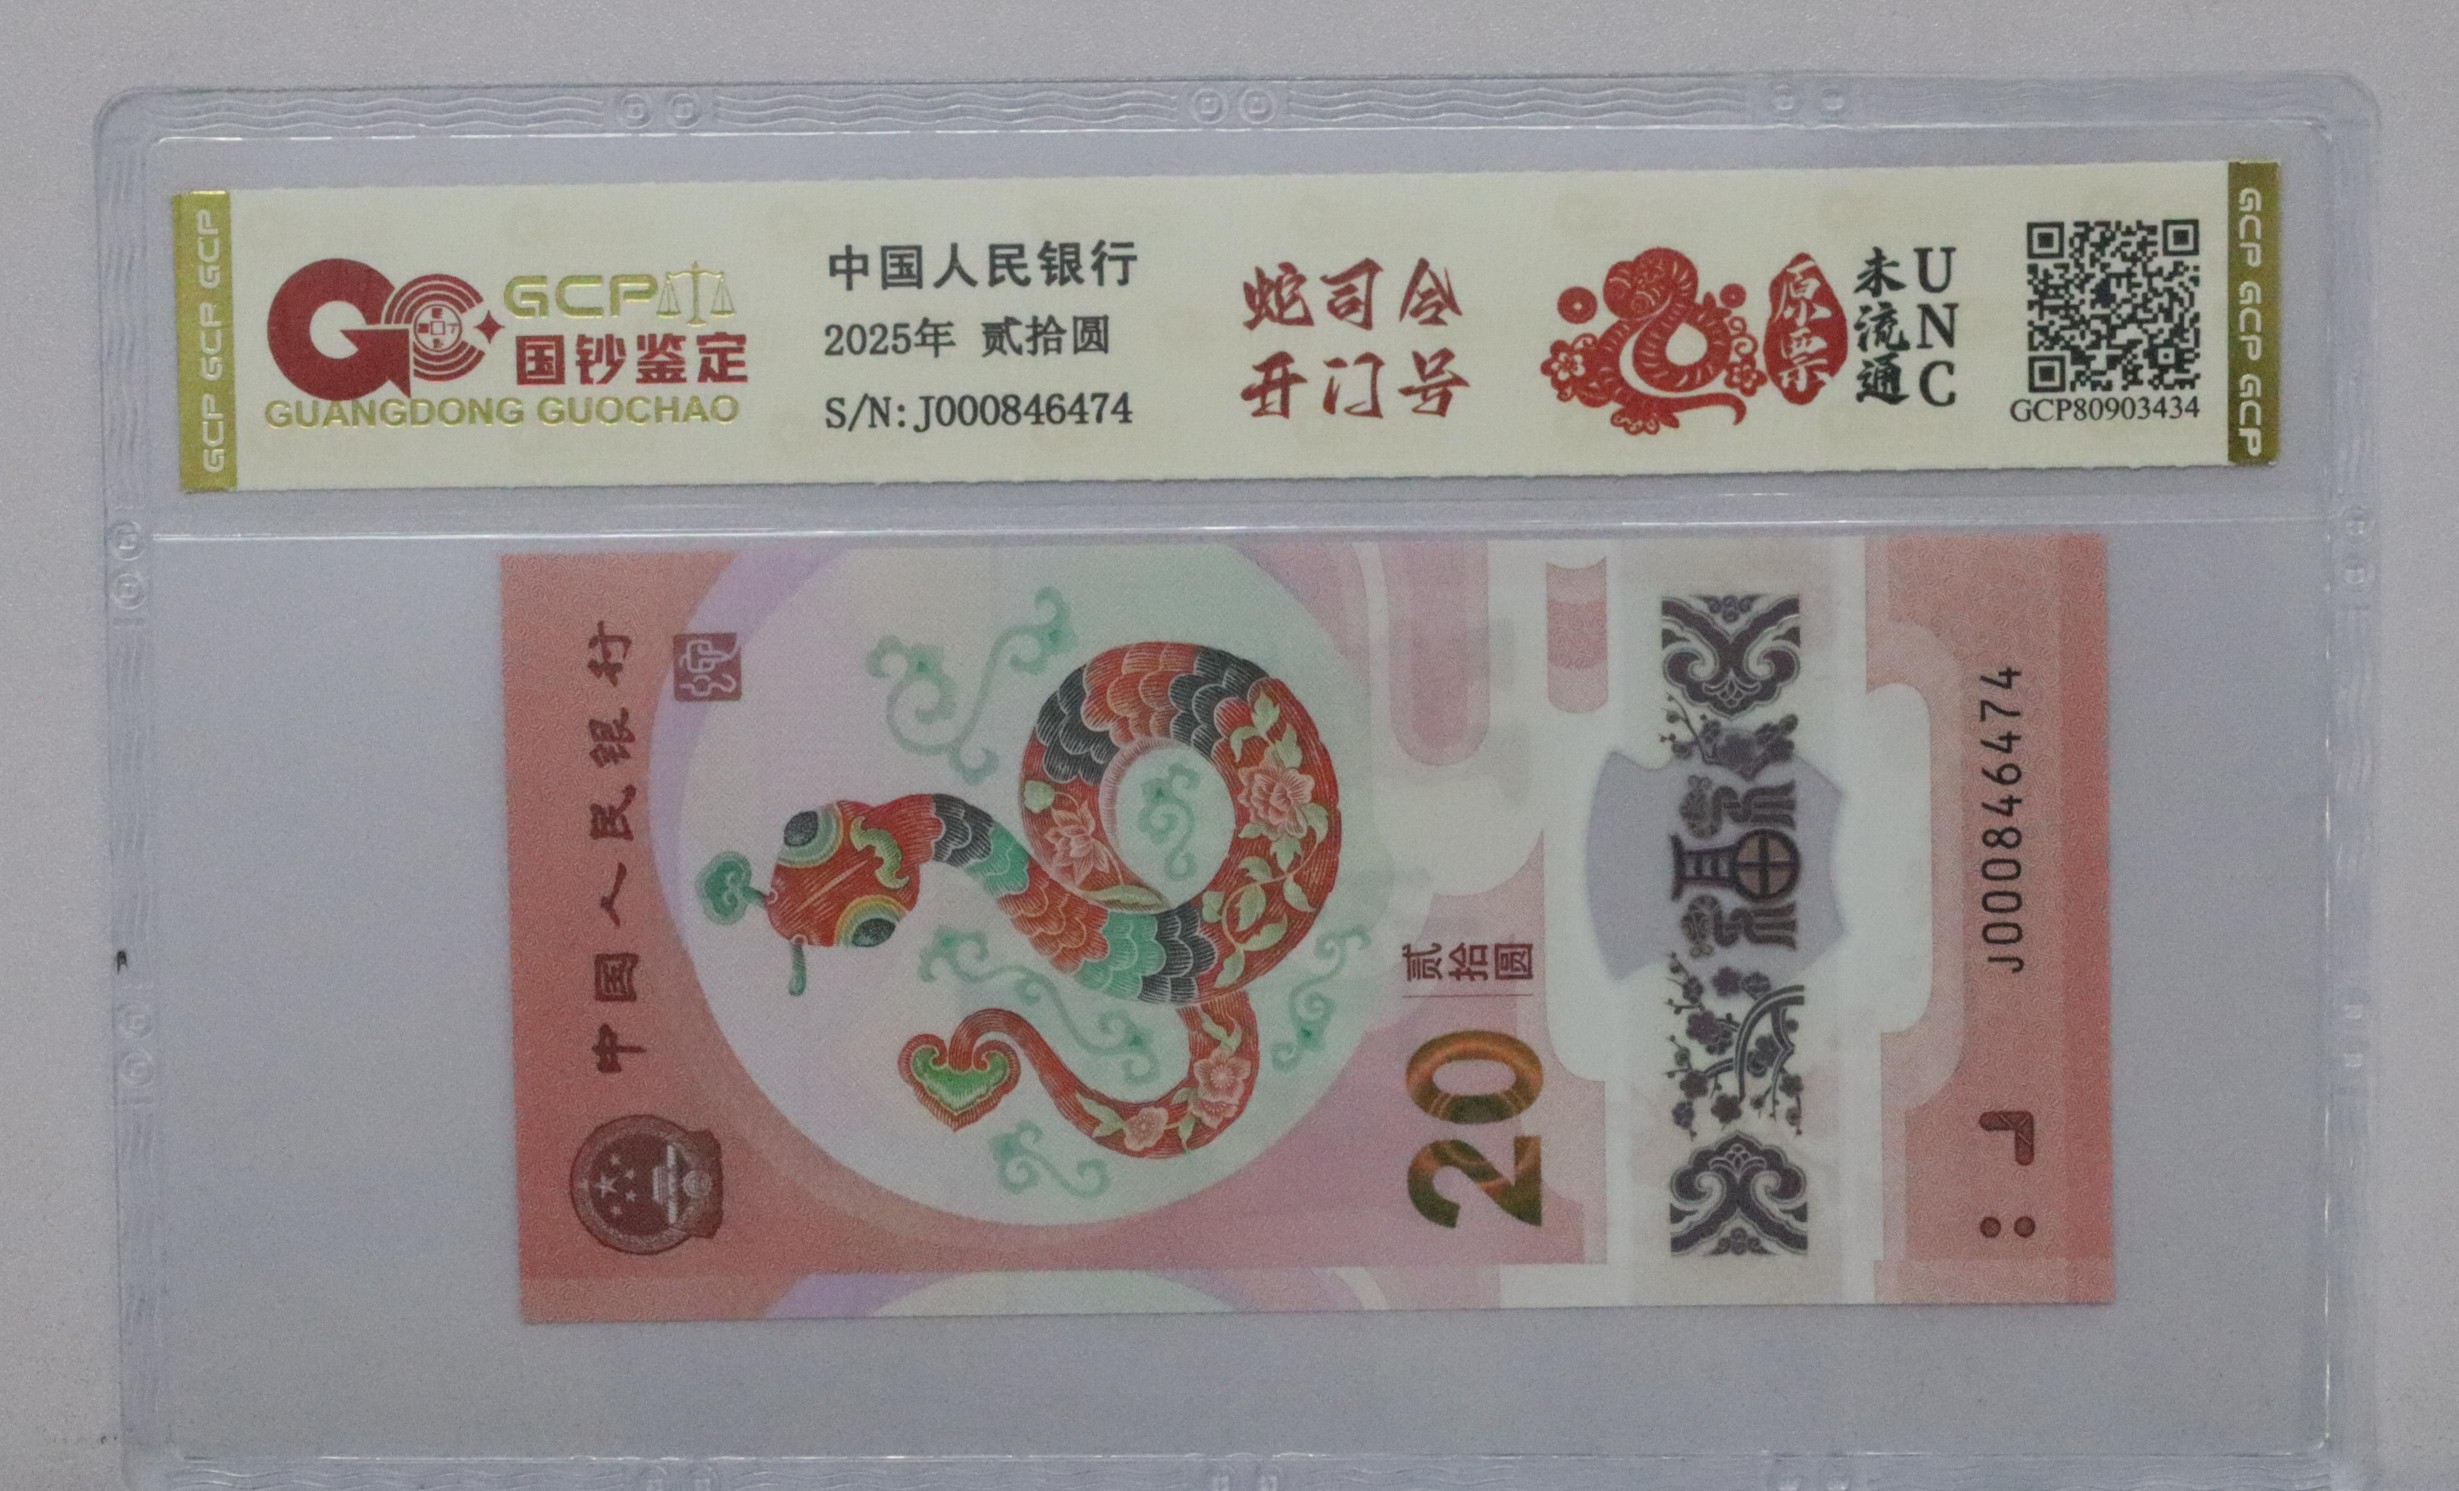 GCP GCP GCP
GCP
国钞鉴定
GUANGDONG GUOCHAO
中国人民银行
2025年 贰拾圆
S/N:J000846474
蛇司令
开门号
原票
未流通
UNC
GCP80903434
GCP GCP GCP
中国人民银行
贰拾圆
20
福
J000846474